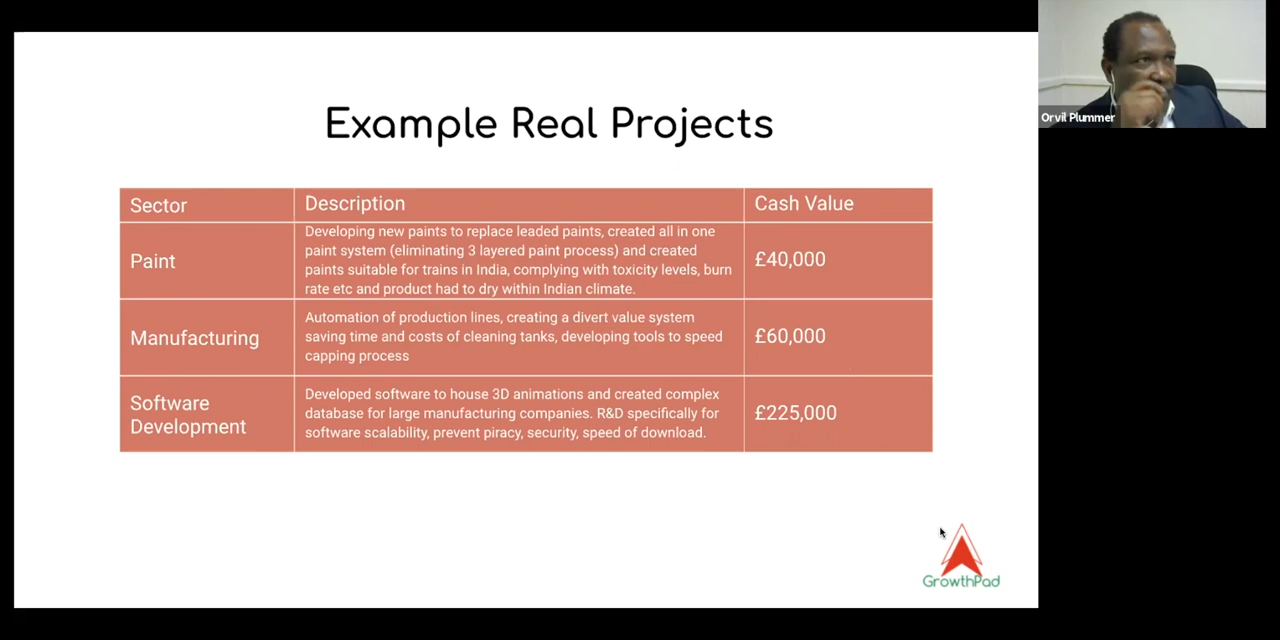 Example Real Projects
Sector
Description
Cash Value
Paint
Developing new paints to replace leaded paints, created all in one
paint system (eliminating 3 layered paint process) and created
paints suitable for trains in India, complying with toxicity levels, burn
rate etc and product had to dry within Indian climate.
£40,000
Manufacturing
Automation of production lines, creating a divert value system
saving time and costs of cleaning tanks, developing tools to speed
capping process
£60,000
Software
Development
Developed software to house 3D animations and created complex
database for large manufacturing companies. R&D specifically for
software scalability, prevent piracy, security, speed of download.
£225,000
GrowthPad
Orvil Plummer